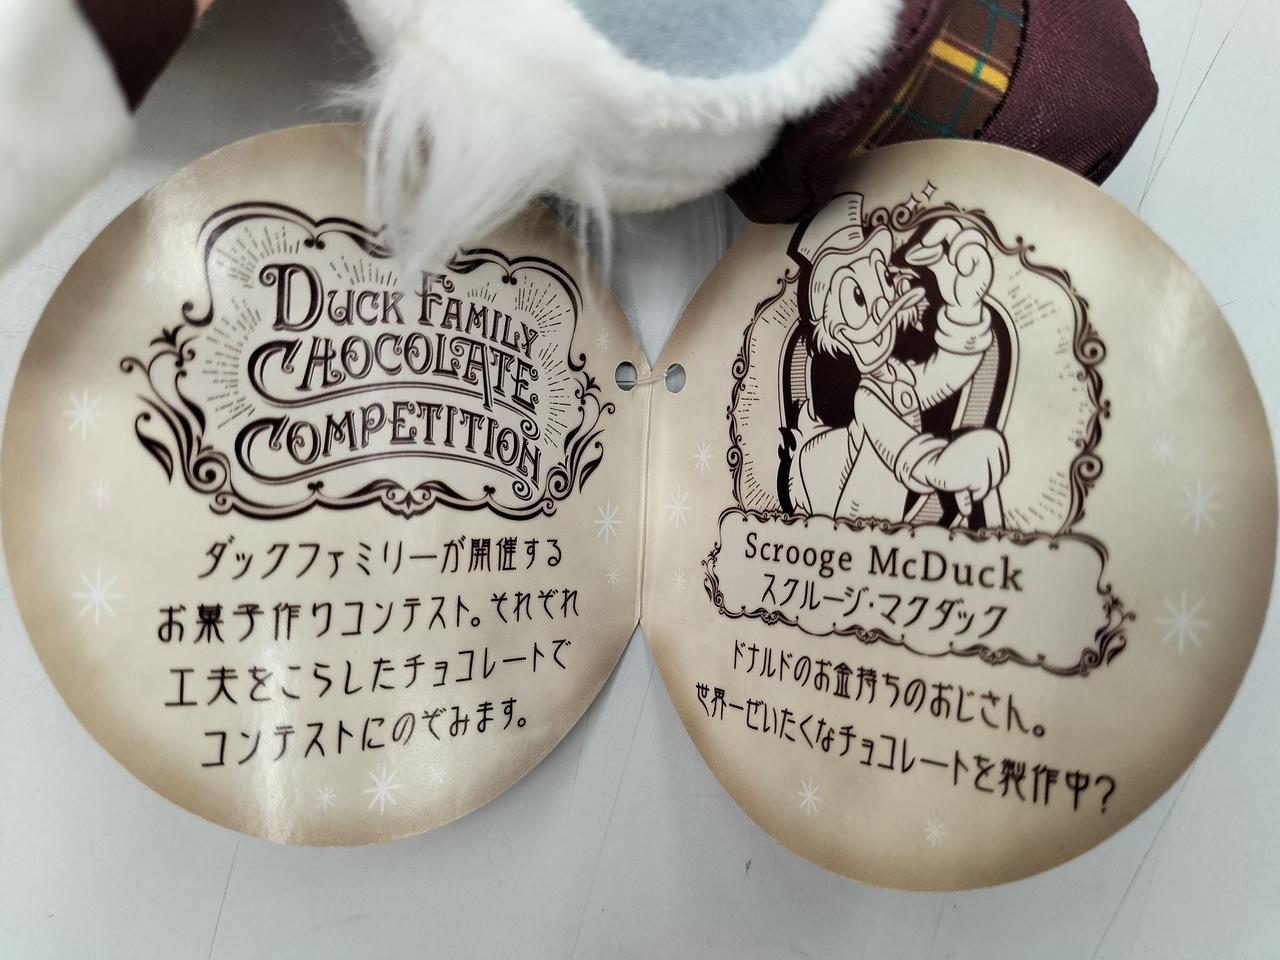 DUCK FAMILY
CHOCOLATE
COMPETITION
ダックファミリーが開催する
お菓子作りコンテスト。それぞれ
工夫をこらしたチョコレートで
コンテストにのぞみます。
Scrooge McDuck
スクルージ・マクダック
ドナルドのお金持ちのおじさん。
世界一ぜいたくなチョコレートを製作中?